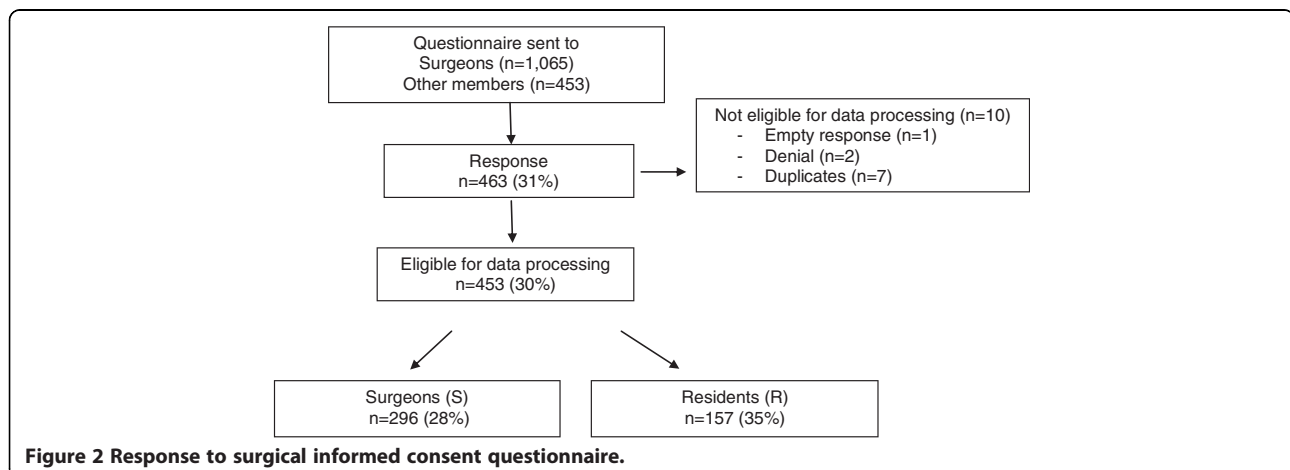 Questionnaire sent to
Surgeons (n=1,065)
Other members (n=453)
Not eligible for data processing (n=10)
- Empty response (n=1)
- Denial (n=2)
- Duplicates (n=7)
Response
n=463 (31%)
Eligible for data processing
n=453 (30%)
Surgeons (S)
n=296 (28%)
Residents (R)
n=157 (35%)
Figure 2 Response to surgical informed consent questionnaire.